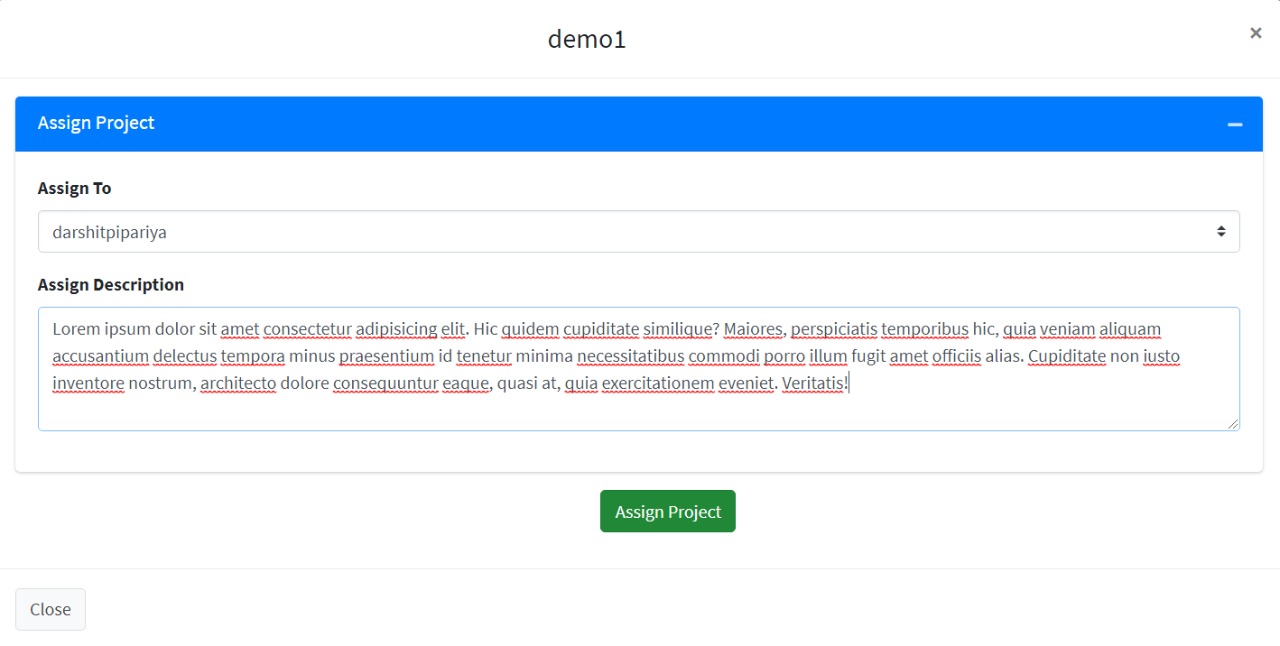 demo1
×
Assign Project
Assign To
darshitpipariya
Assign Description
Lorem ipsum dolor sit amet consectetur adipisicing elit. Hic quidem cupiditate similique? Maiores, perspiciatis temporibus hic, quia veniam aliquam
accusantium delectus tempora minus praesentium id tenetur minima necessitatibus commodi porro illum fugit amet officiis alias. Cupiditate non iusto
inventore nostrum, architecto dolore consequuntur eaque, quasi at, quia exercitationem eveniet. Veritatis!
Assign Project
Close